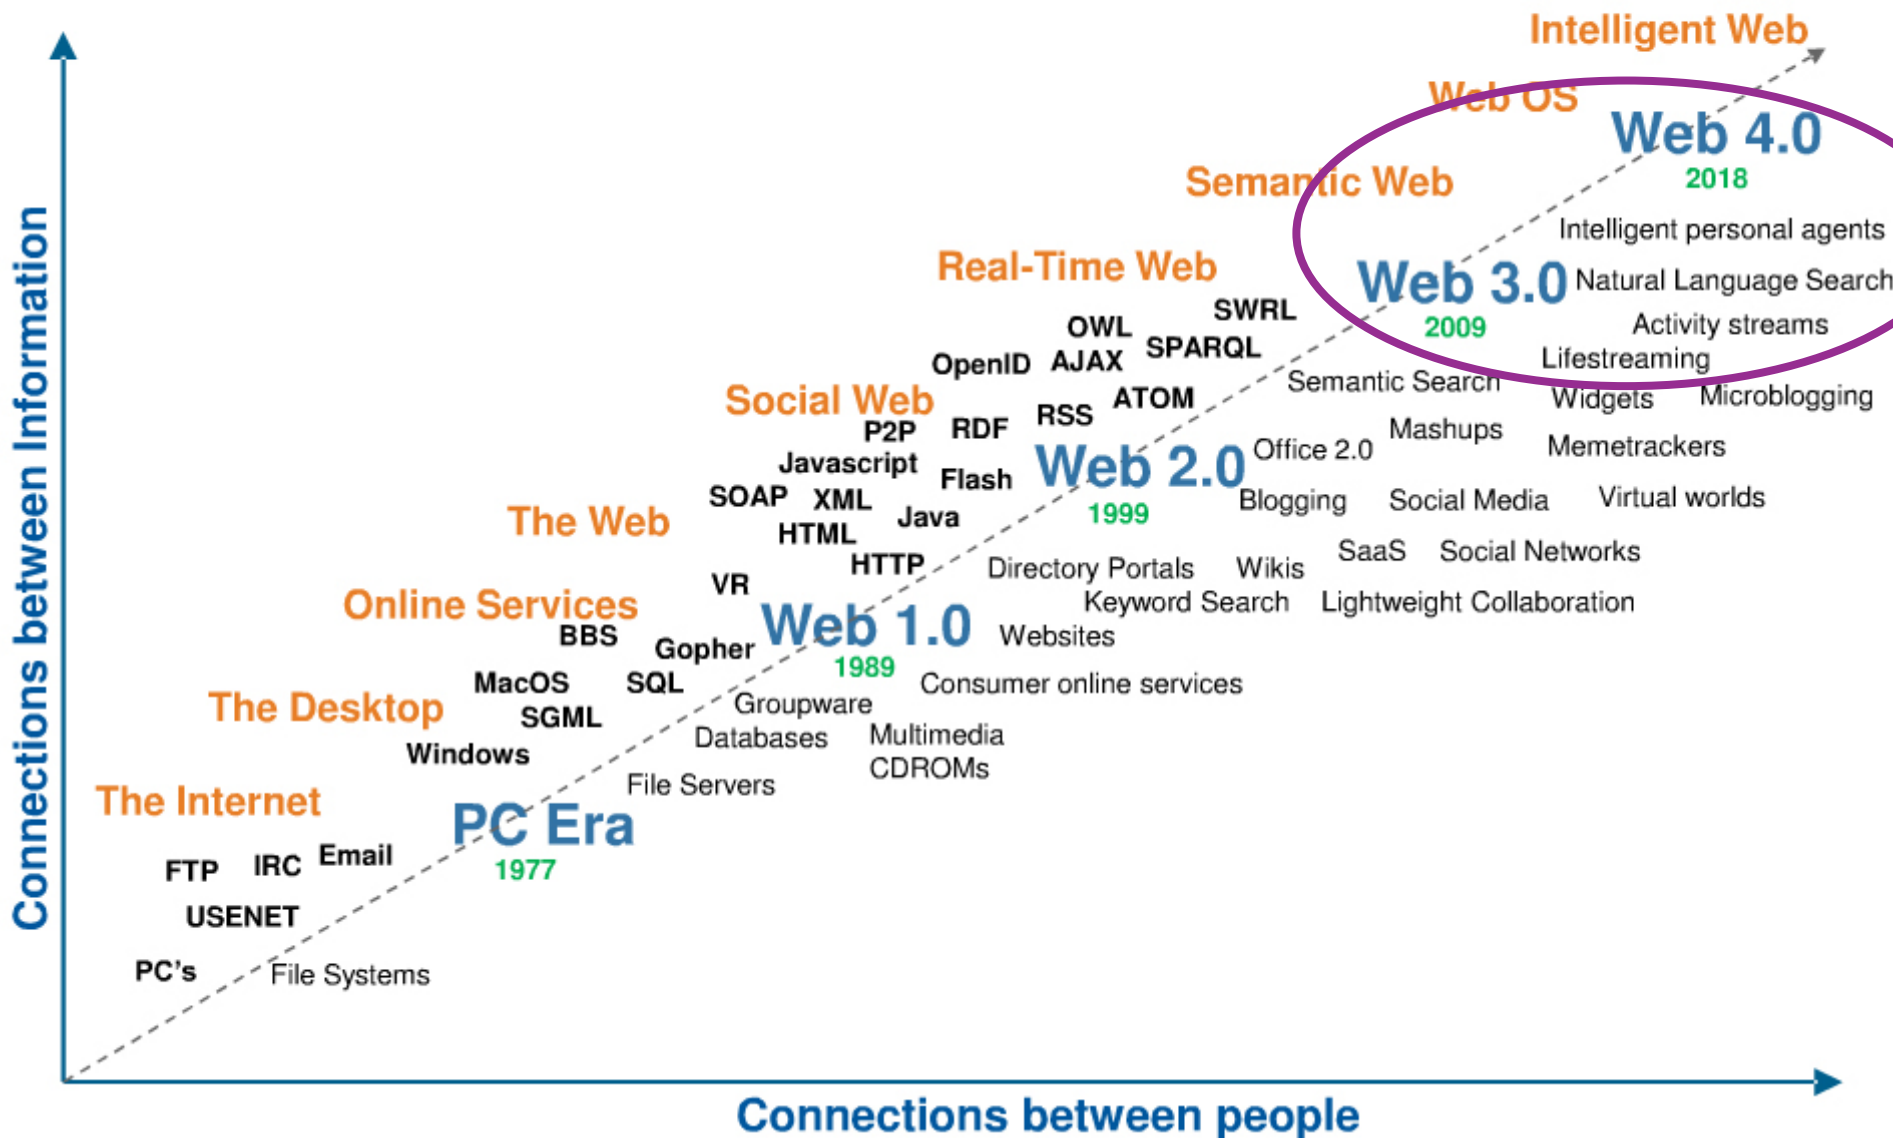 Intelligent Web
Web OS
Web 4.0
2018
Semantic Web
Intelligent personal agents
Real-Time Web
Web 3.0
Natural Language Search
2009
Activity streams
SWRL
OWL
SPARQL
OpenID
AJAX
Lifestreaming
Semantic Search
Widgets
Microblogging
Social Web
ATOM
RSS
RDF
P2P
Mashups
Memetrackers
Office 2.0
Web 2.0
1999
Javascript
Flash
SOAP
XML
Java
HTML
HTTP
Blogging
Social Media
Virtual worlds
The Web
VR
Directory Portals
Wikis
SaaS
Social Networks
Keyword Search
Lightweight Collaboration
Online Services
BBS
Gopher
Web 1.0
1989
Websites
MacOS
SQL
Consumer online services
The Desktop
SGML
Groupware
Windows
Databases
Multimedia
CDROMs
File Servers
The Internet
PC Era
1977
FTP
IRC
Email
USENET
PC's
File Systems
Connections between Information
Connections between people